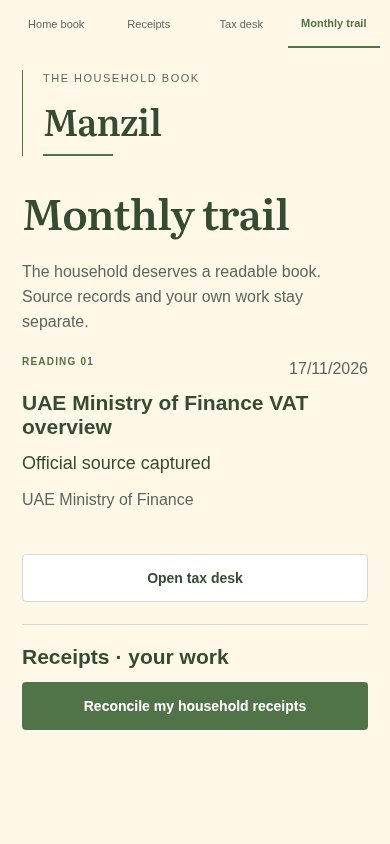 Home book
Receipts
Tax desk
Monthly trail
THE HOUSEHOLD BOOK
Manzil
Monthly trail
The household deserves a readable book.
Source records and your own work stay
separate.
READING 01
17/11/2026
UAE Ministry of Finance VAT
overview
Official source captured
UAE Ministry of Finance
Open tax desk
Receipts · your work
Reconcile my household receipts